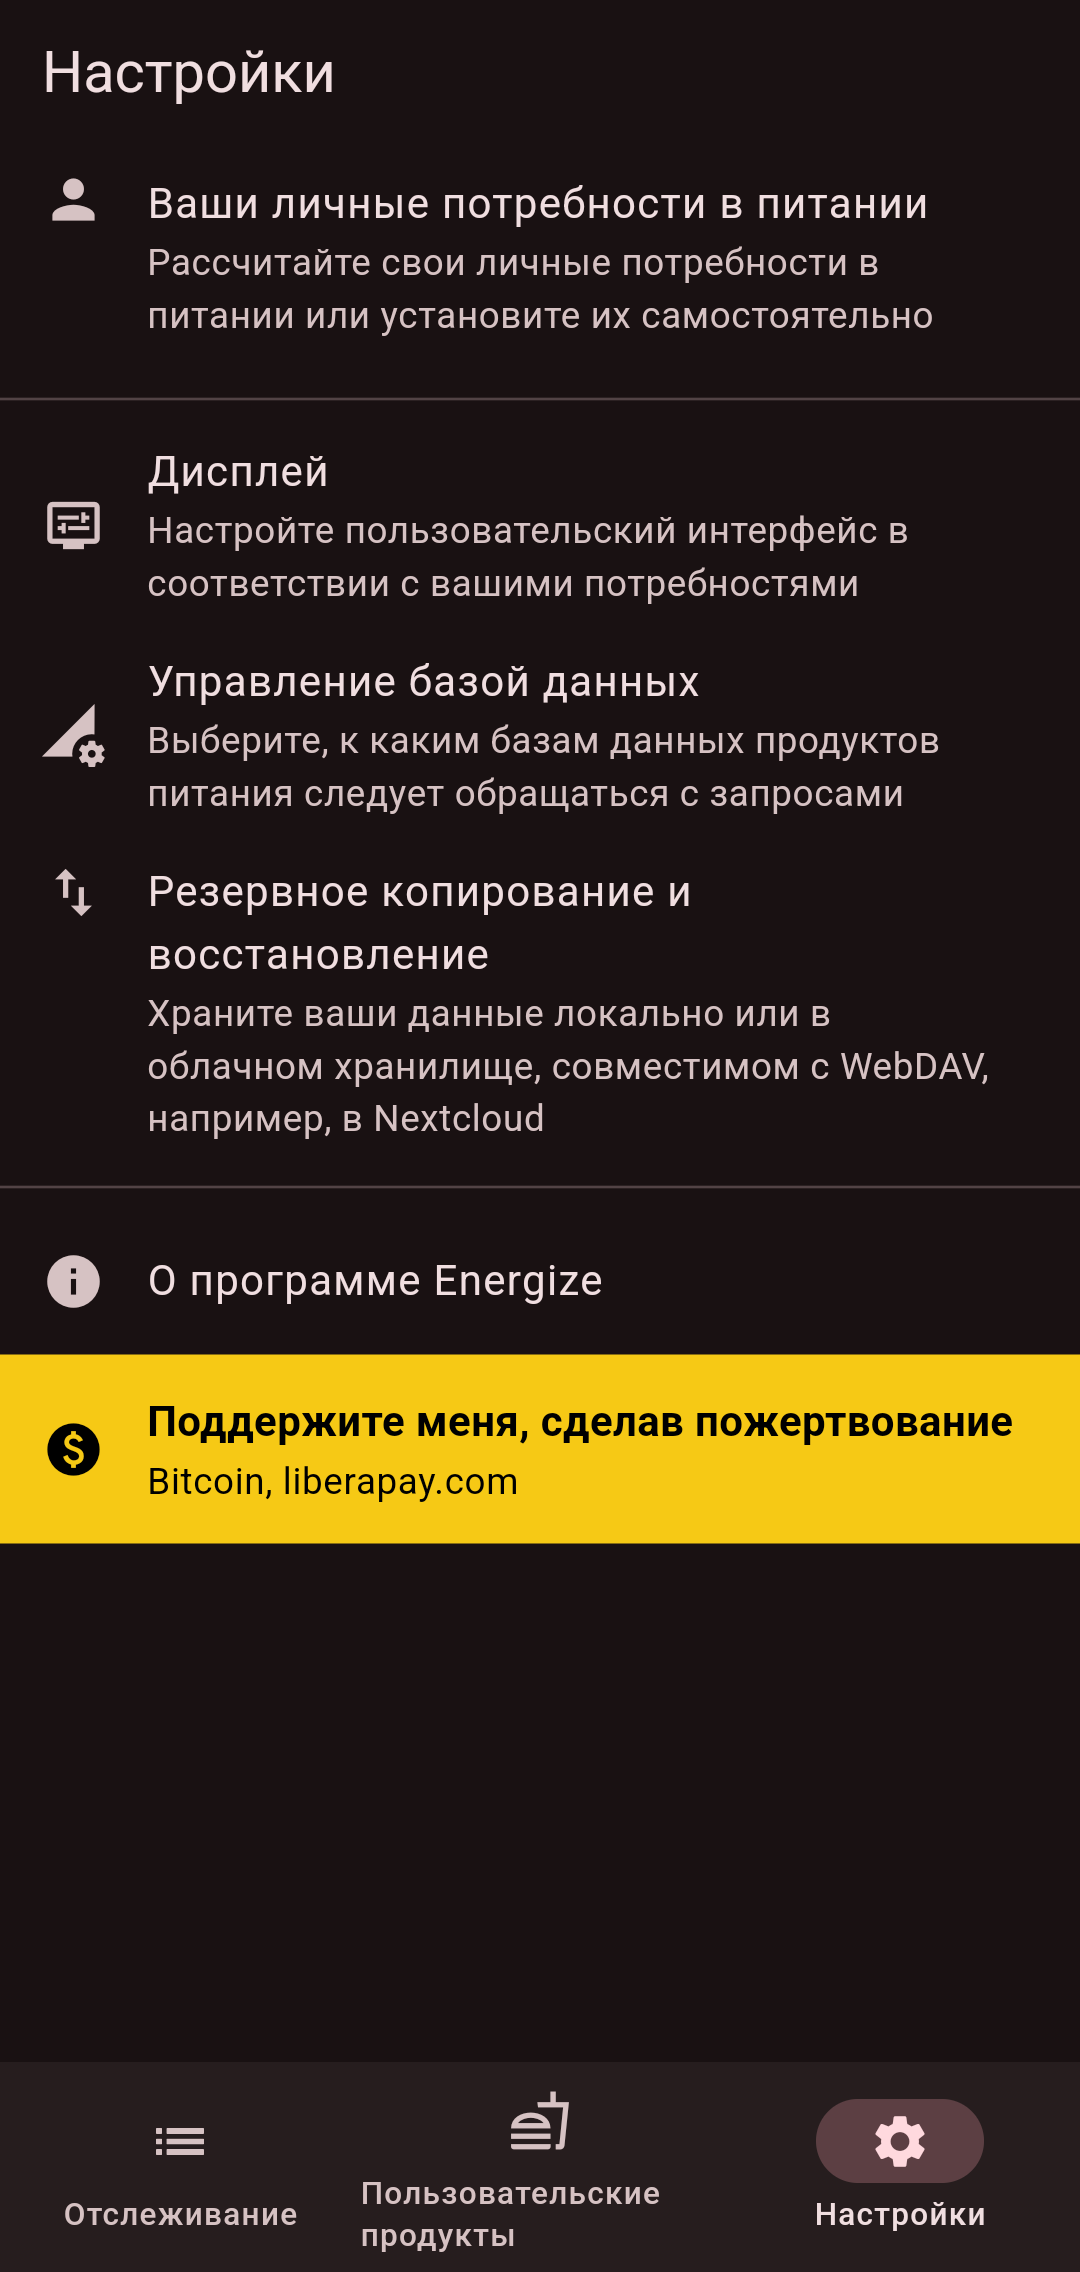 Настройки
Ваши личные потребности в питании
Рассчитайте свои личные потребности в
питании или установите их самостоятельно
Дисплей
Настройте пользовательский интерфейс в
соответствии с вашими потребностями
Управление базой данных
Выберите, к каким базам данных продуктов
питания следует обращаться с запросами
Резервное копирование и
восстановление
Храните ваши данные локально или в
облачном хранилище, совместимом с WebDAV,
например, в Nextcloud
О программе Energize
Поддержите меня, сделав пожертвование
Bitcoin, liberapay.com
Отслеживание
Пользовательские
продукты
Настройки